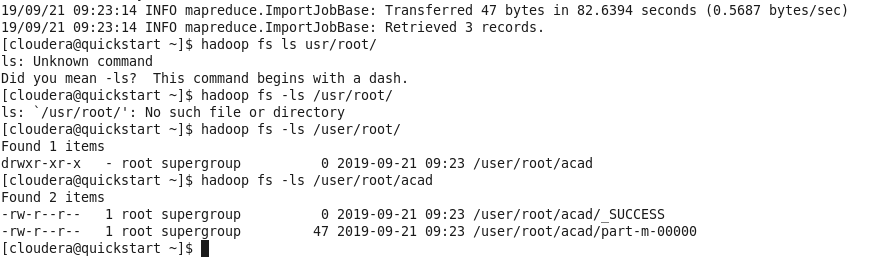 19/09/21 09:23:14 INFO mapreduce.ImportJobBase: Transferred 47 bytes in 82.6394 seconds (0.5687 bytes/sec)
19/09/21 09:23:14 INFO mapreduce.ImportJobBase: Retrieved 3 records.
[cloudera@quickstart ~]$ hadoop fs ls usr/root/
ls: Unknown command
Did you mean -ls?  This command begins with a dash.
[cloudera@quickstart ~]$ hadoop fs -ls /usr/root/
ls: `/usr/root/': No such file or directory
[cloudera@quickstart ~]$ hadoop fs -ls /user/root/
Found 1 items
drwxr-xr-x   - root supergroup          0 2019-09-21 09:23 /user/root/acad
[cloudera@quickstart ~]$ hadoop fs -ls /user/root/acad
Found 2 items
-rw-r--r--   1 root supergroup          0 2019-09-21 09:23 /user/root/acad/_SUCCESS
-rw-r--r--   1 root supergroup         47 2019-09-21 09:23 /user/root/acad/part-m-00000
[cloudera@quickstart ~]$